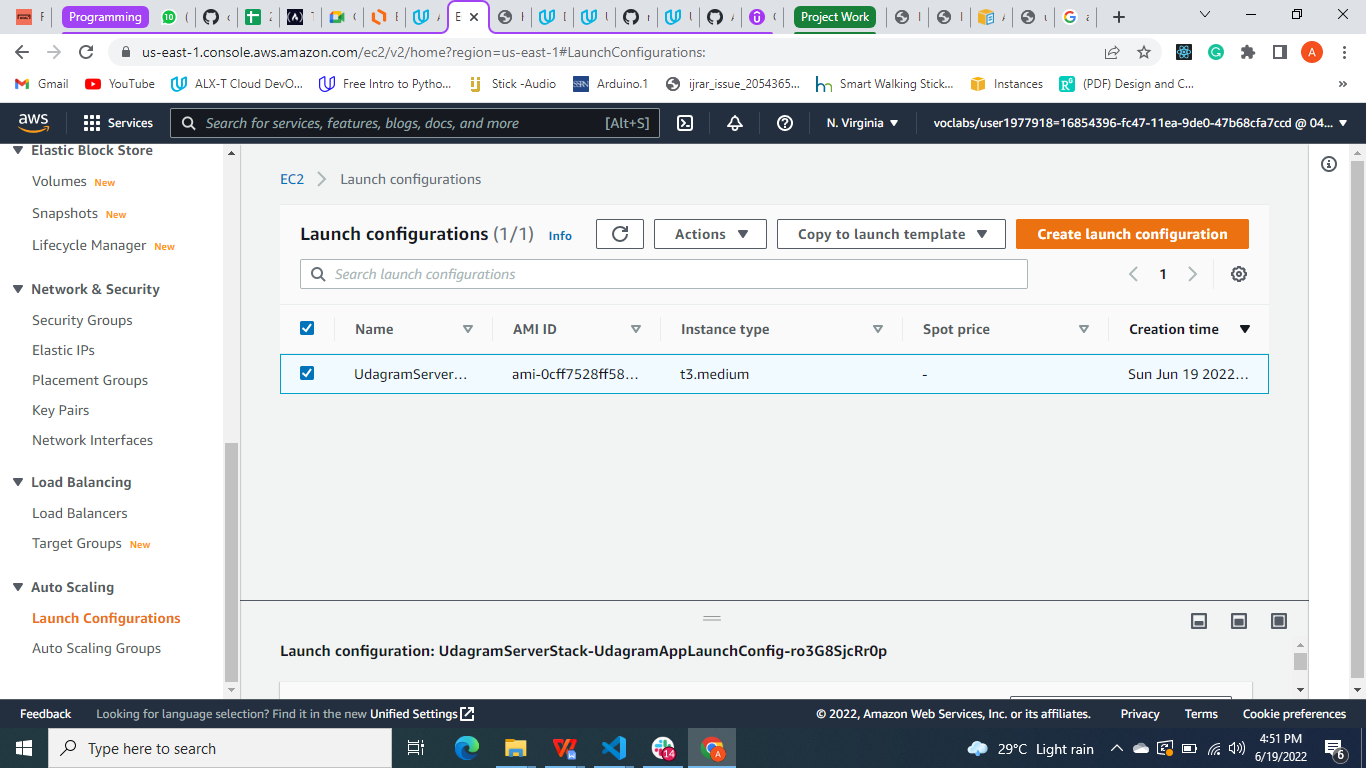 Programming
Project Work
us-east-1.console.aws.amazon.com/ec2/v2/home?region=us-east-1#LaunchConfigurations:
A
Gmail YouTube ALX-T Cloud DevO... Free Intro to Pytho... Stick -Audio Arduino.1 ijrar_issue_2054365... Smart Walking Stick... Instances (PDF) Design and C... »
aws Services Search for services, features, blogs, docs, and more [Alt+S] N. Virginia voclabs/user1977918=16854396-fc47-11ea-9de0-47b68cfa7ccd @ 04...
Elastic Block Store
Volumes New
Snapshots New
Lifecycle Manager New
Network & Security
Security Groups
Elastic IPs
Placement Groups
Key Pairs
Network Interfaces
Load Balancing
Load Balancers
Target Groups New
Auto Scaling
Launch Configurations
Auto Scaling Groups
EC2 Launch configurations
Launch configurations (1/1) Info Actions Copy to launch template Create launch configuration
Search launch configurations 1
Name AMI ID Instance type Spot price Creation time
UdagramServer... ami-0cff7528ff58... t3.medium - Sun Jun 19 2022...
Launch configuration: UdagramServerStack-UdagramAppLaunchConfig-ro3G8SjcRr0p
Feedback Looking for language selection? Find it in the new Unified Settings © 2022, Amazon Web Services, Inc. or its affiliates. Privacy Terms Cookie preferences
Type here to search 14 A 29°C Light rain 4:51 PM
6/19/2022 6